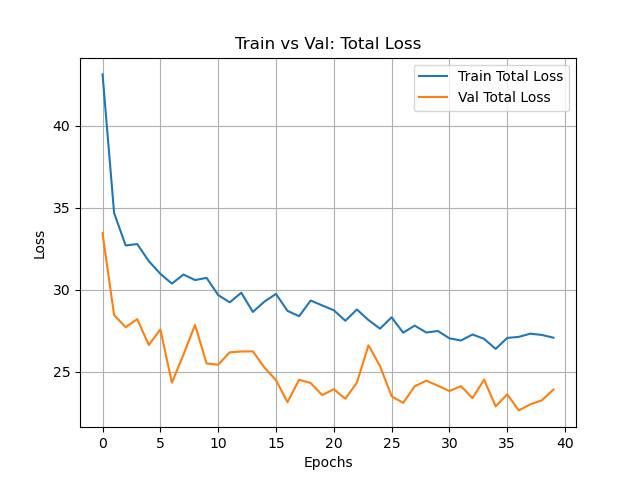 Train vs Val: Total Loss
Train Total Loss
Val Total Loss
40
35
30
25
Loss
0 5 10 15 20 25 30 35 40
Epochs